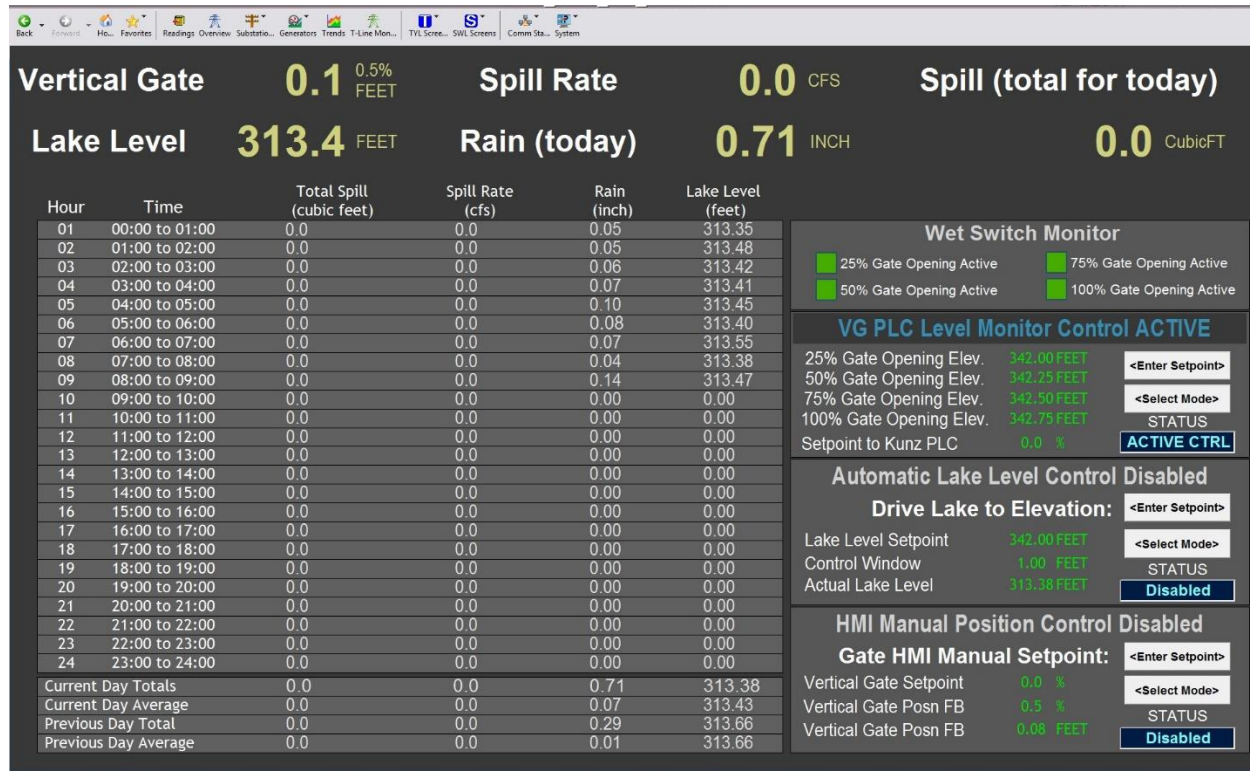 Back Forward Ho... Favorites Readings Overview Substatio... Generators Trends T-Line Mon... TYL Scree... SWL Screens Comm Sta... System
Vertical Gate 0.1 0.5% FEET Spill Rate 0.0 CFS Spill (total for today)
Lake Level 313.4 FEET Rain (today) 0.71 INCH 0.0 CubicFT
Hour Time Total Spill (cubic feet) Spill Rate (cfs) Rain (inch) Lake Level (feet)
01 00:00 to 01:00 0.0 0.0 0.05 313.35
02 01:00 to 02:00 0.0 0.0 0.05 313.48
03 02:00 to 03:00 0.0 0.0 0.06 313.42
04 03:00 to 04:00 0.0 0.0 0.07 313.41
05 04:00 to 05:00 0.0 0.0 0.10 313.45
06 05:00 to 06:00 0.0 0.0 0.08 313.40
07 06:00 to 07:00 0.0 0.0 0.07 313.55
08 07:00 to 08:00 0.0 0.0 0.04 313.38
09 08:00 to 09:00 0.0 0.0 0.14 313.47
10 09:00 to 10:00 0.0 0.0 0.00 0.00
11 10:00 to 11:00 0.0 0.0 0.00 0.00
12 11:00 to 12:00 0.0 0.0 0.00 0.00
13 12:00 to 13:00 0.0 0.0 0.00 0.00
14 13:00 to 14:00 0.0 0.0 0.00 0.00
15 14:00 to 15:00 0.0 0.0 0.00 0.00
16 15:00 to 16:00 0.0 0.0 0.00 0.00
17 16:00 to 17:00 0.0 0.0 0.00 0.00
18 17:00 to 18:00 0.0 0.0 0.00 0.00
19 18:00 to 19:00 0.0 0.0 0.00 0.00
20 19:00 to 20:00 0.0 0.0 0.00 0.00
21 20:00 to 21:00 0.0 0.0 0.00 0.00
22 21:00 to 22:00 0.0 0.0 0.00 0.00
23 22:00 to 23:00 0.0 0.0 0.00 0.00
24 23:00 to 24:00 0.0 0.0 0.00 0.00
Current Day Totals 0.0 0.0 0.71 313.38
Current Day Average 0.0 0.0 0.07 313.43
Previous Day Total 0.0 0.0 0.29 313.66
Previous Day Average 0.0 0.0 0.01 313.66
Wet Switch Monitor
25% Gate Opening Active 75% Gate Opening Active
50% Gate Opening Active 100% Gate Opening Active
VG PLC Level Monitor Control ACTIVE
25% Gate Opening Elev. 342.00 FEET <Enter Setpoint>
50% Gate Opening Elev. 342.25 FEET
75% Gate Opening Elev. 342.50 FEET <Select Mode>
100% Gate Opening Elev. 342.75 FEET STATUS
Setpoint to Kunz PLC 0.0 % ACTIVE CTRL
Automatic Lake Level Control Disabled
Drive Lake to Elevation: <Enter Setpoint>
Lake Level Setpoint 342.00 FEET <Select Mode>
Control Window 1.00 FEET STATUS
Actual Lake Level 313.38 FEET Disabled
HMI Manual Position Control Disabled
Gate HMI Manual Setpoint: <Enter Setpoint>
Vertical Gate Setpoint 0.0 % <Select Mode>
Vertical Gate Posn FB 0.5 % STATUS
Vertical Gate Posn FB 0.08 FEET Disabled